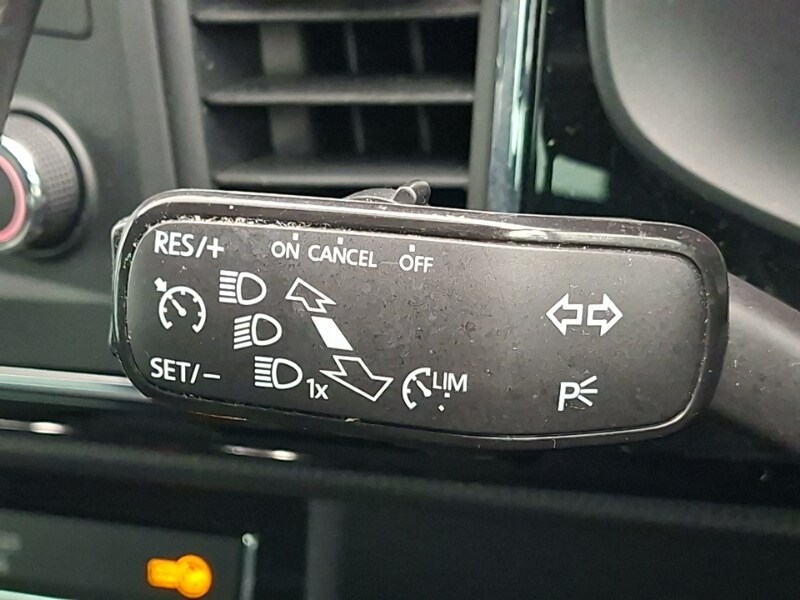 RES/+
ON CANCEL OFF
SET/−
1x
LIM
P